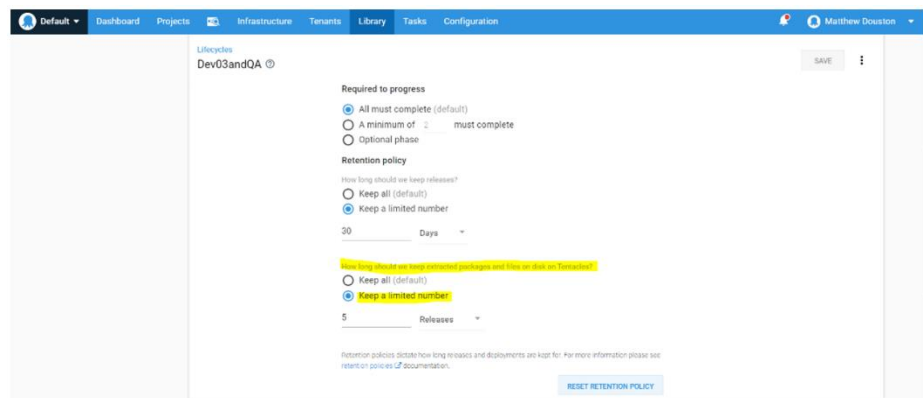 Default Dashboard Projects Infrastructure Tenants Library Tasks Configuration Matthew Douston
Lifecycles
Dev03andQA
SAVE
Required to progress
All must complete (default)
A minimum of 2 must complete
Optional phase
Retention policy
How long should we keep releases?
Keep all (default)
Keep a limited number
30 Days
How long should we keep extracted packages and files on disk on Tentacles?
Keep all (default)
Keep a limited number
5 Releases
Retention policies dictate how long releases and deployments are kept for. For more information please see
retention policies documentation.
RESET RETENTION POLICY